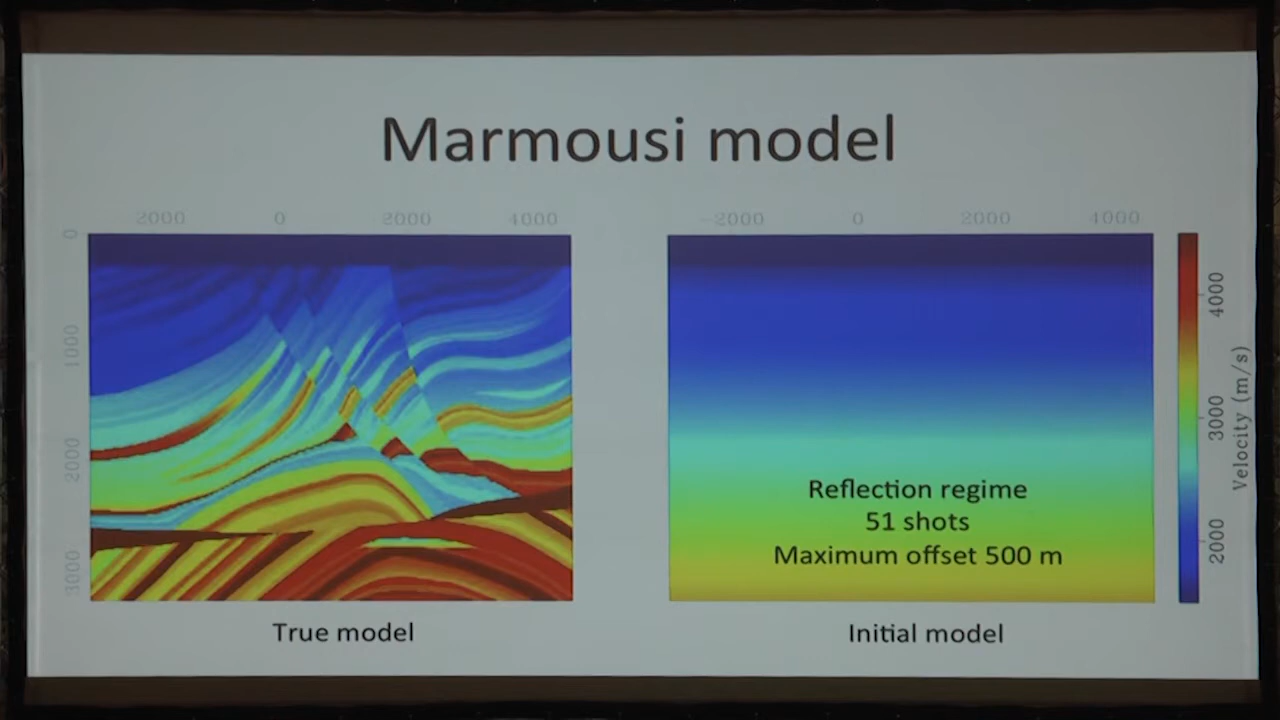 Marmousi model
2000 0 2000 4000
-2000 0 2000 4000
0
1000
2000
3000
4000
3000
2000
Velocity (m/s)
Reflection regime
51 shots
Maximum offset 500 m
True model
Initial model